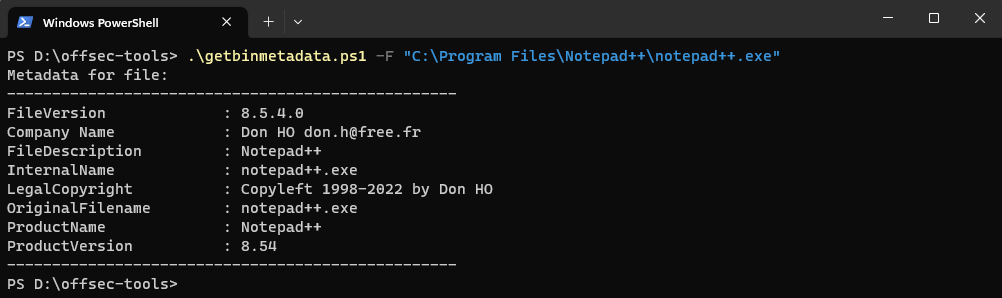 Windows PowerShell
PS D:\offsec-tools> .\getbinmetadata.ps1 -F "C:\Program Files\Notepad++\notepad++.exe"
Metadata for file:
--------------------------------------------------
FileVersion             : 8.5.4.0
Company Name            : Don HO don.h@free.fr
FileDescription         : Notepad++
InternalName            : notepad++.exe
LegalCopyright          : Copyleft 1998-2022 by Don HO
OriginalFilename        : notepad++.exe
ProductName             : Notepad++
ProductVersion          : 8.54
--------------------------------------------------
PS D:\offsec-tools>